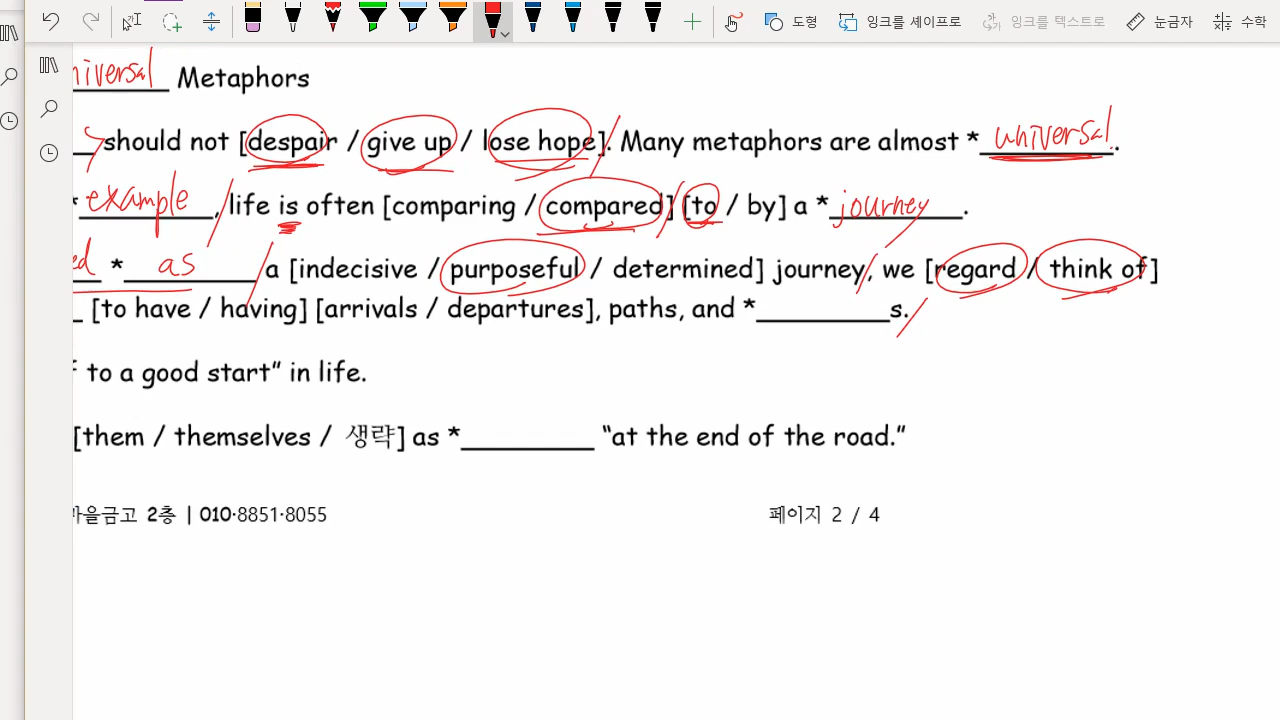 도형 잉크를 셰이프로 잉크를 텍스트로 눈금자 수학
Metaphors
should not [despair / give up / lose hope]. Many metaphors are almost * universal.
* example, life is often [comparing / compared] [to / by] a * journey.
* as a [indecisive / purposeful / determined] journey, we [regard / think of]
[to have / having] [arrivals / departures], paths, and *_________s.
to a good start” in life.
[them / themselves / 생략] as *_________ “at the end of the road.”
마을금고 2층 | 010·8851·8055 페이지 2 / 4